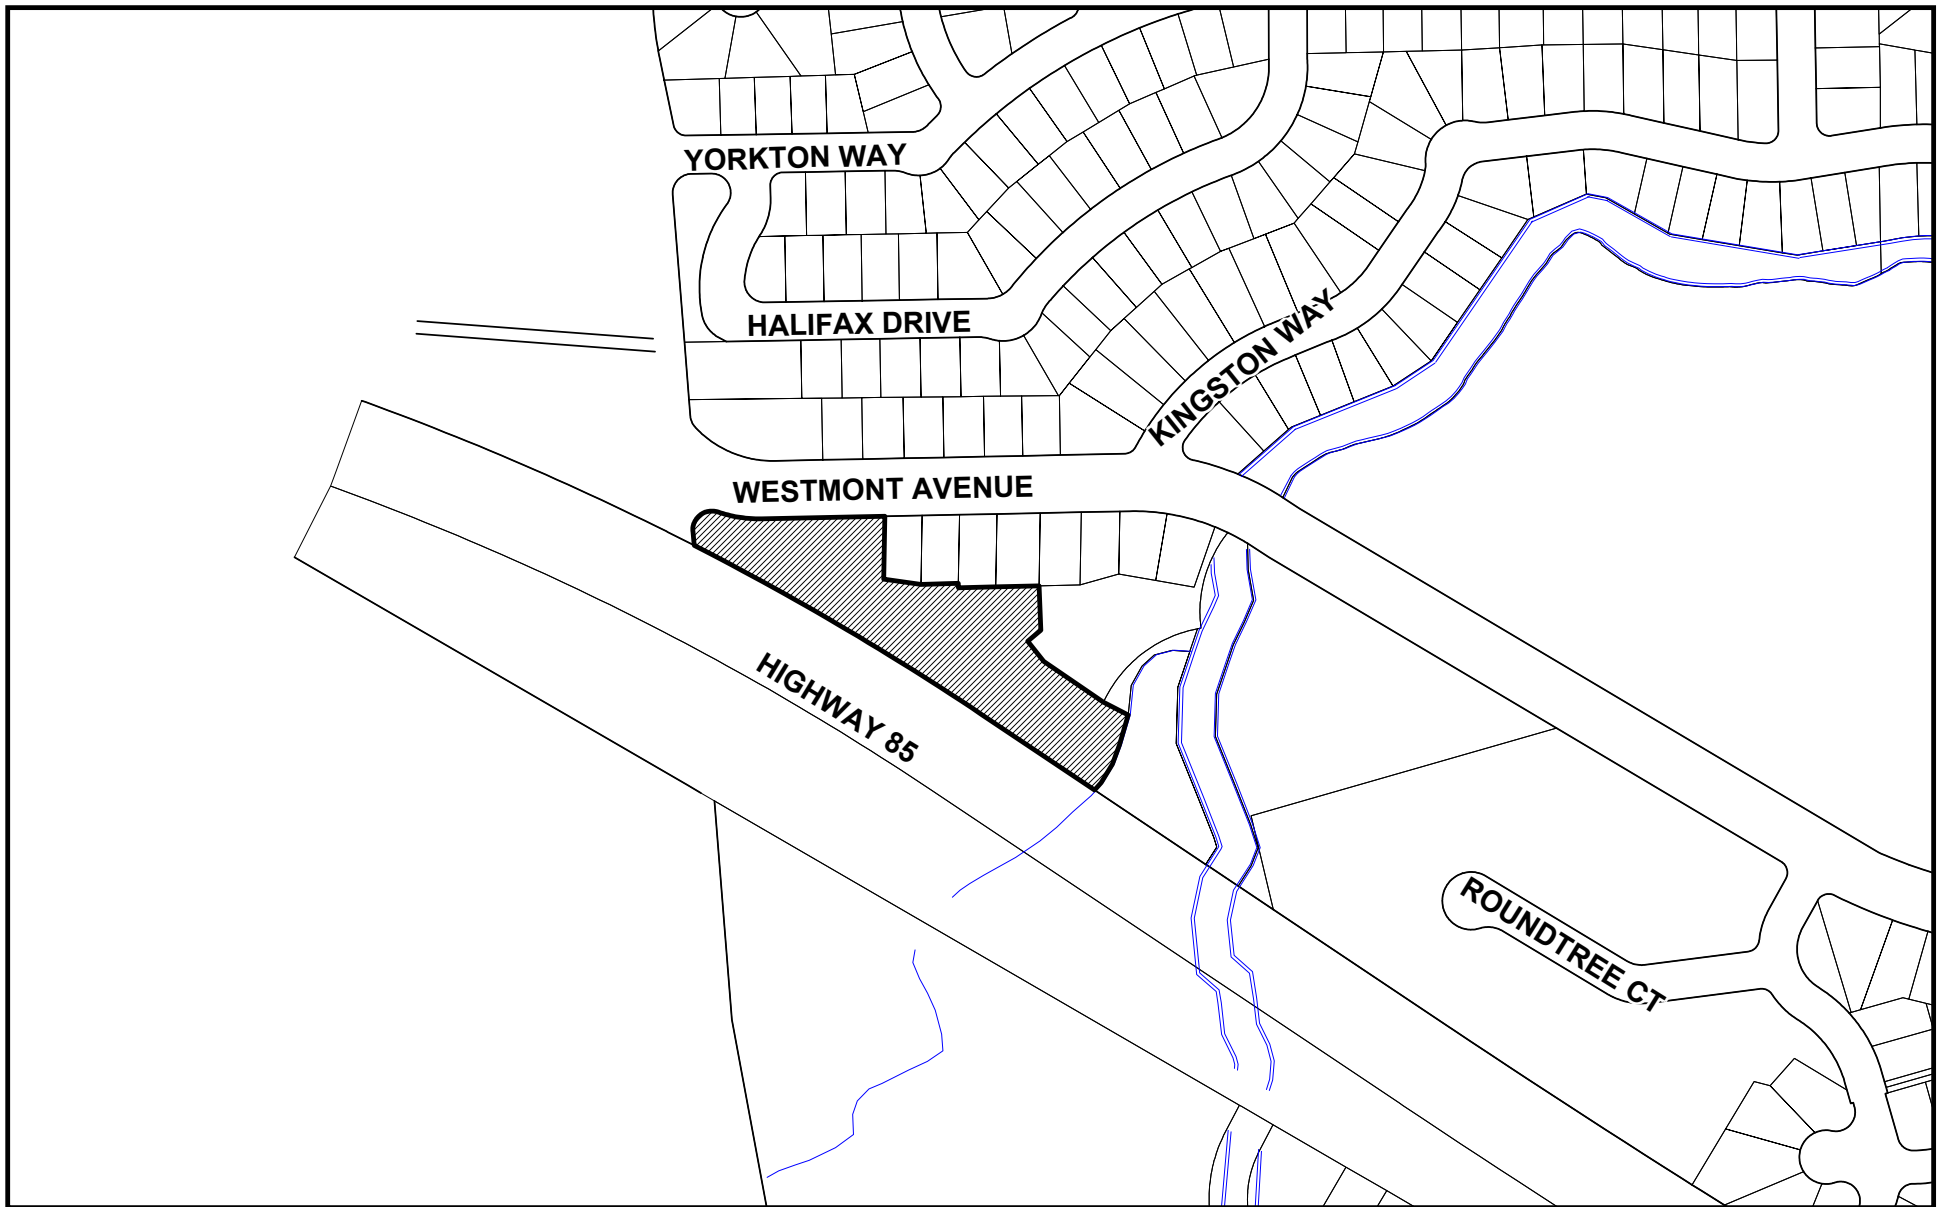 YORKTON WAY
HALIFAX DRIVE
KINGSTON WAY
WESTMONT AVENUE
HIGHWAY 85
ROUNDTREE CT